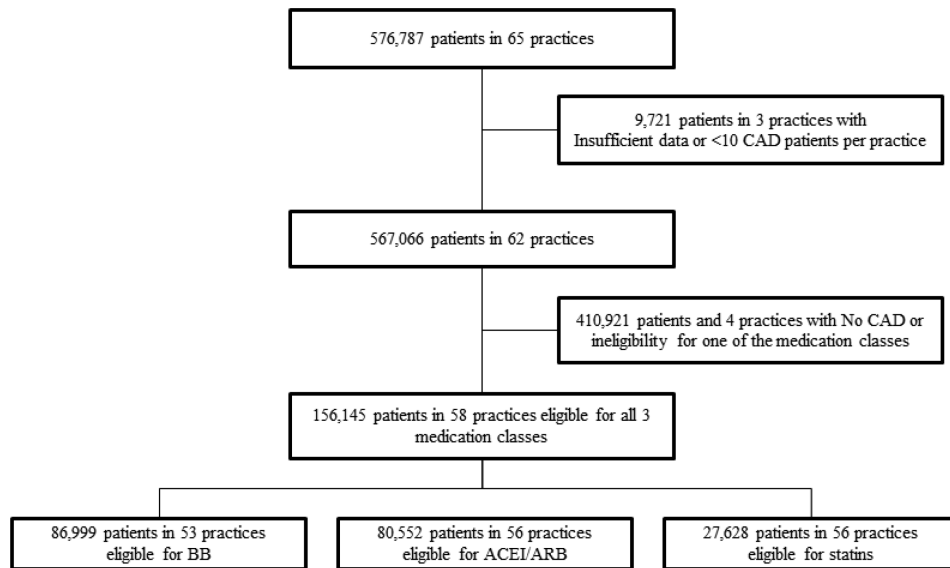 576,787 patients in 65 practices
9,721 patients in 3 practices with
Insufficient data or <10 CAD patients per practice
567,066 patients in 62 practices
410,921 patients and 4 practices with No CAD or
ineligibility for one of the medication classes
156,145 patients in 58 practices eligible for all 3
medication classes
86,999 patients in 53 practices
eligible for BB
80,552 patients in 56 practices
eligible for ACEI/ARB
27,628 patients in 56 practices
eligible for statins